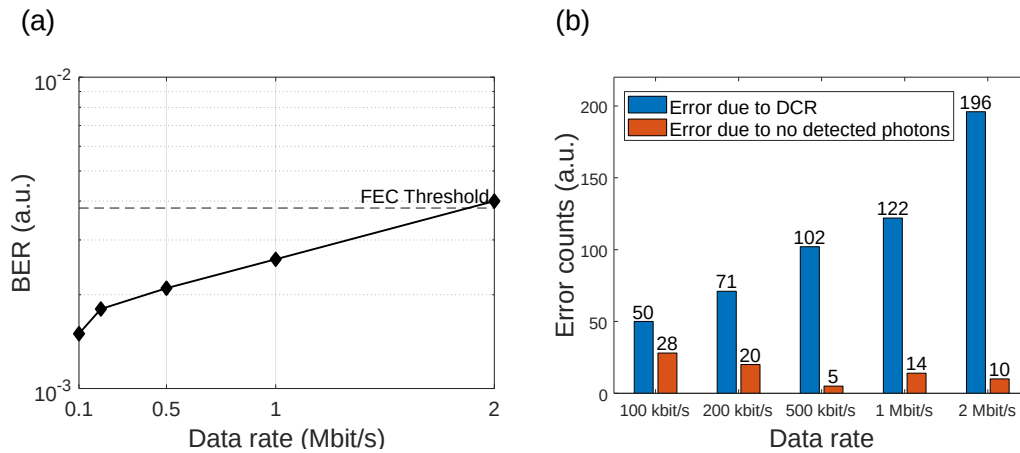 (a)
10-2
FEC Threshold
BER (a.u.)
10-3
0.1 0.5 1 2
Data rate (Mbit/s)
(b)
Error due to DCR
Error due to no detected photons
200
150
100
50
0
Error counts (a.u.)
50 28 71 20 102 5 122 14 196 10
100 kbit/s 200 kbit/s 500 kbit/s 1 Mbit/s 2 Mbit/s
Data rate